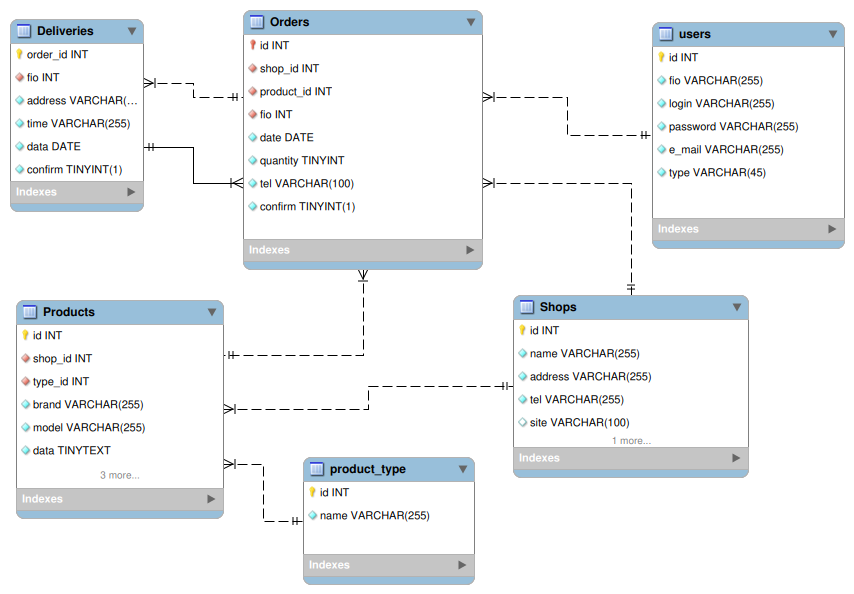 Deliveries
order_id INT
fio INT
address VARCHAR(...
time VARCHAR(255)
data DATE
confirm TINYINT(1)
Indexes
Orders
id INT
shop_id INT
product_id INT
fio INT
date DATE
quantity TINYINT
tel VARCHAR(100)
confirm TINYINT(1)
Indexes
users
id INT
fio VARCHAR(255)
login VARCHAR(255)
password VARCHAR(255)
e_mail VARCHAR(255)
type VARCHAR(45)
Indexes
Products
id INT
shop_id INT
type_id INT
brand VARCHAR(255)
model VARCHAR(255)
data TINYTEXT
3 more...
Indexes
Shops
id INT
name VARCHAR(255)
address VARCHAR(255)
tel VARCHAR(255)
site VARCHAR(100)
1 more...
Indexes
product_type
id INT
name VARCHAR(255)
Indexes